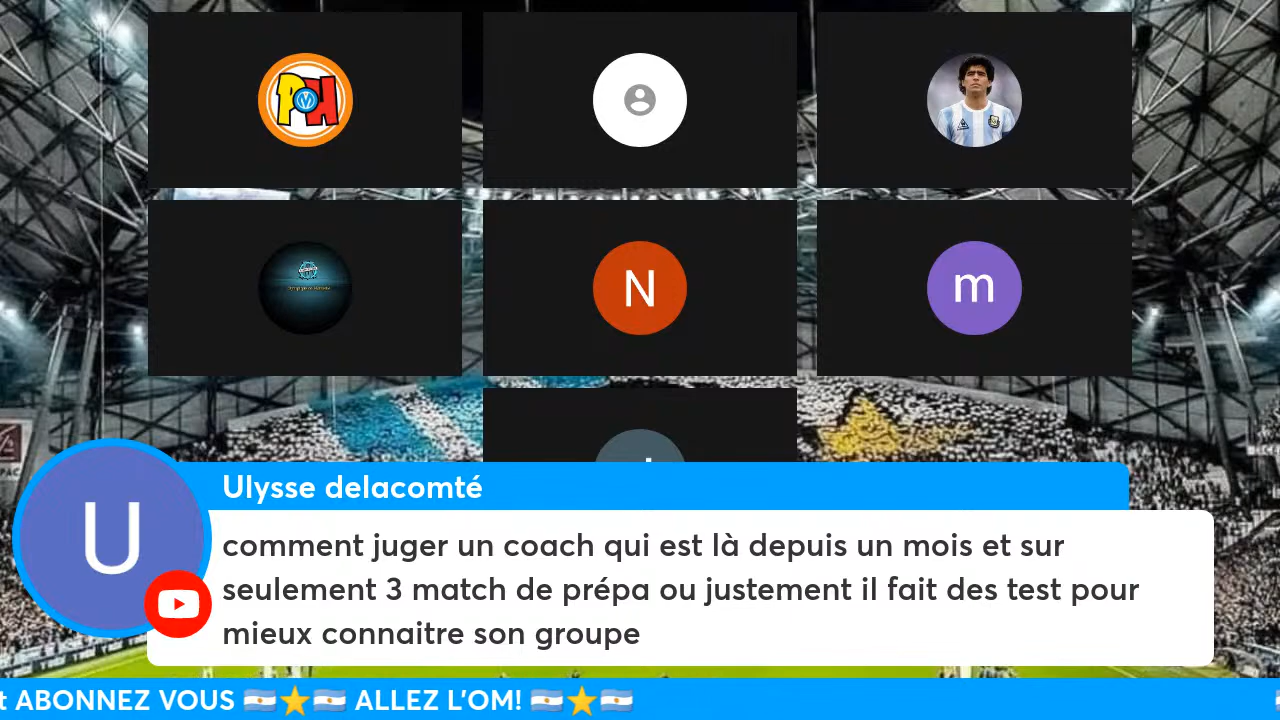 PH
N
m
U
Ulysse delacomté
comment juger un coach qui est là depuis un mois et sur
seulement 3 match de prépa ou justement il fait des test pour
mieux connaitre son groupe
t ABONNEZ VOUS 🇦🇷⭐🇦🇷 ALLEZ L'OM! 🇦🇷⭐🇦🇷